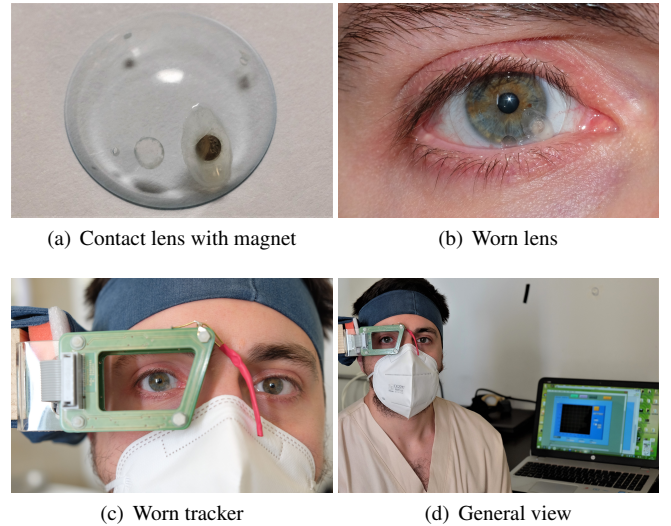 (a) Contact lens with magnet
(b) Worn lens
(c) Worn tracker
(d) General view